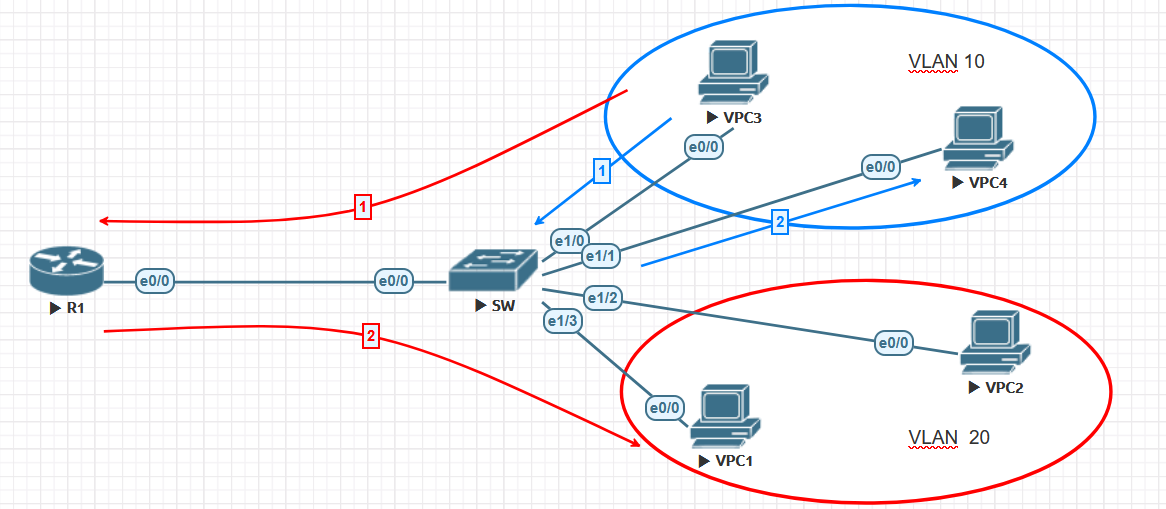 VLAN 10
▶ VPC3
e0/0
e0/0
▶ VPC4
1
1
2
e1/0
e1/1
e0/0
e0/0
▶ R1
▶ SW
e1/2
e1/3
2
e0/0
▶ VPC2
e0/0
VLAN  20
▶ VPC1